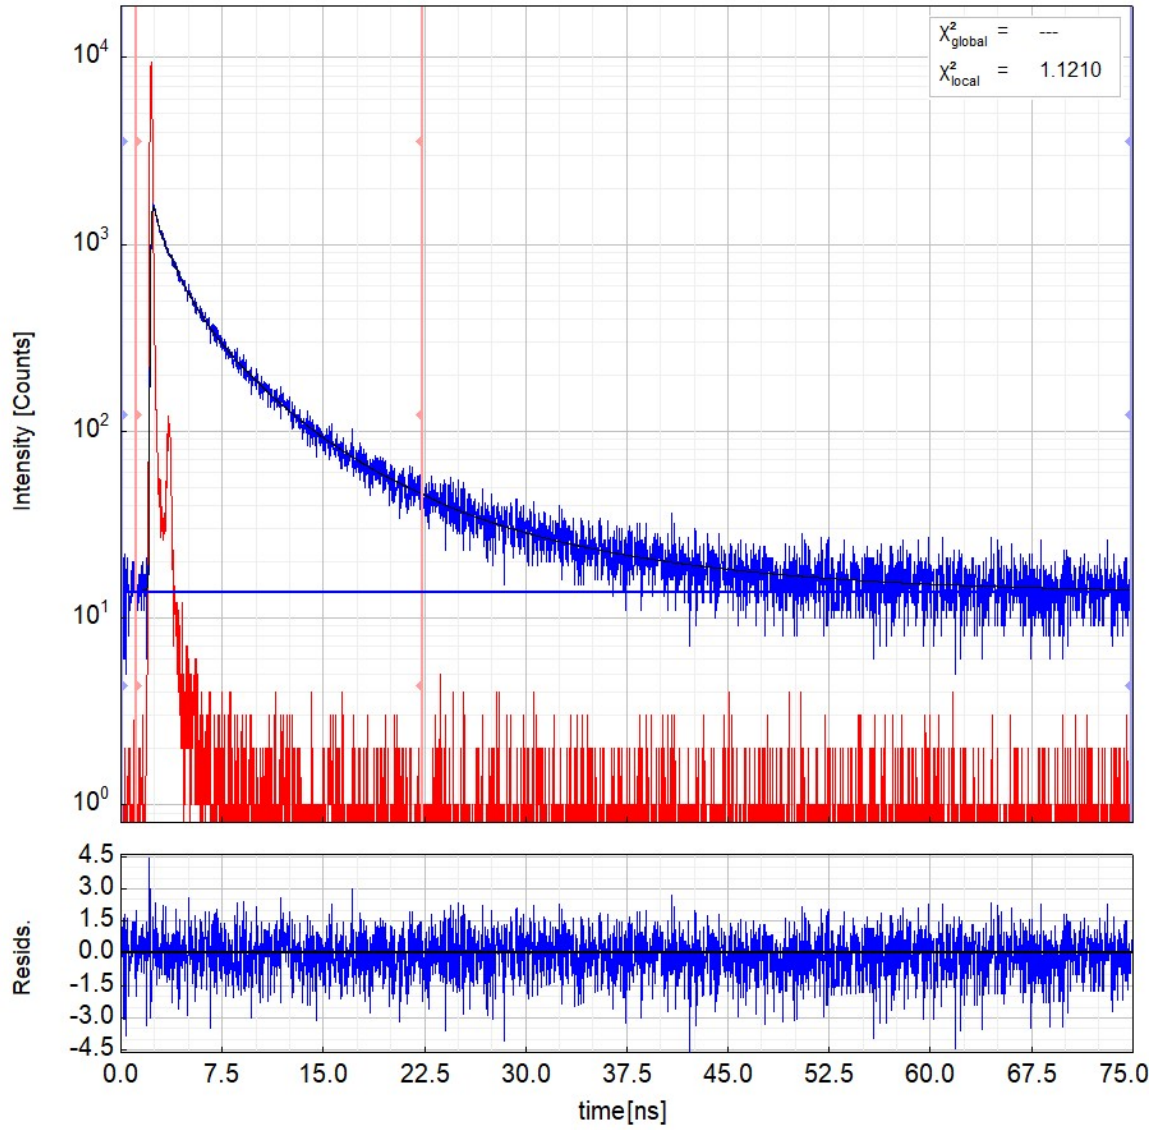 χ²global = ---
χ²local = 1.1210
10⁴
10³
10²
10¹
10⁰
Intensity [Counts]
4.5
3.0
1.5
0.0
-1.5
-3.0
-4.5
Resids.
0.0 7.5 15.0 22.5 30.0 37.5 45.0 52.5 60.0 67.5 75.0
time[ns]